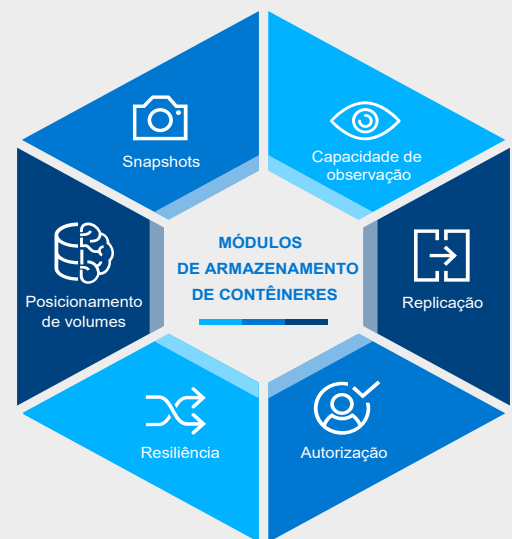 Snapshots
Capacidade de
observação
MÓDULOS
DE ARMAZENAMENTO
DE CONTÊINERES
Posicionamento
de volumes
Replicação
Resiliência
Autorização